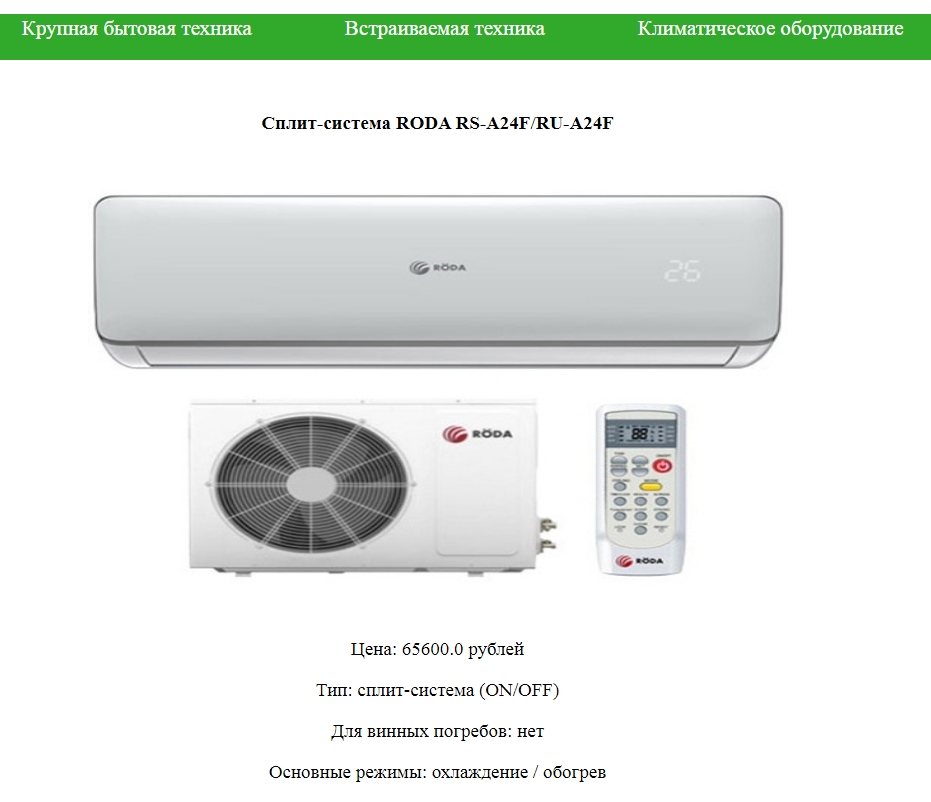 Крупная бытовая техника
Встраиваемая техника
Климатическое оборудование
Сплит-система RODA RS-A24F/RU-A24F
RÖDA
26
RÖDA
88
RÖDA
Цена: 65600.0 рублей
Тип: сплит-система (ON/OFF)
Для винных погребов: нет
Основные режимы: охлаждение / обогрев